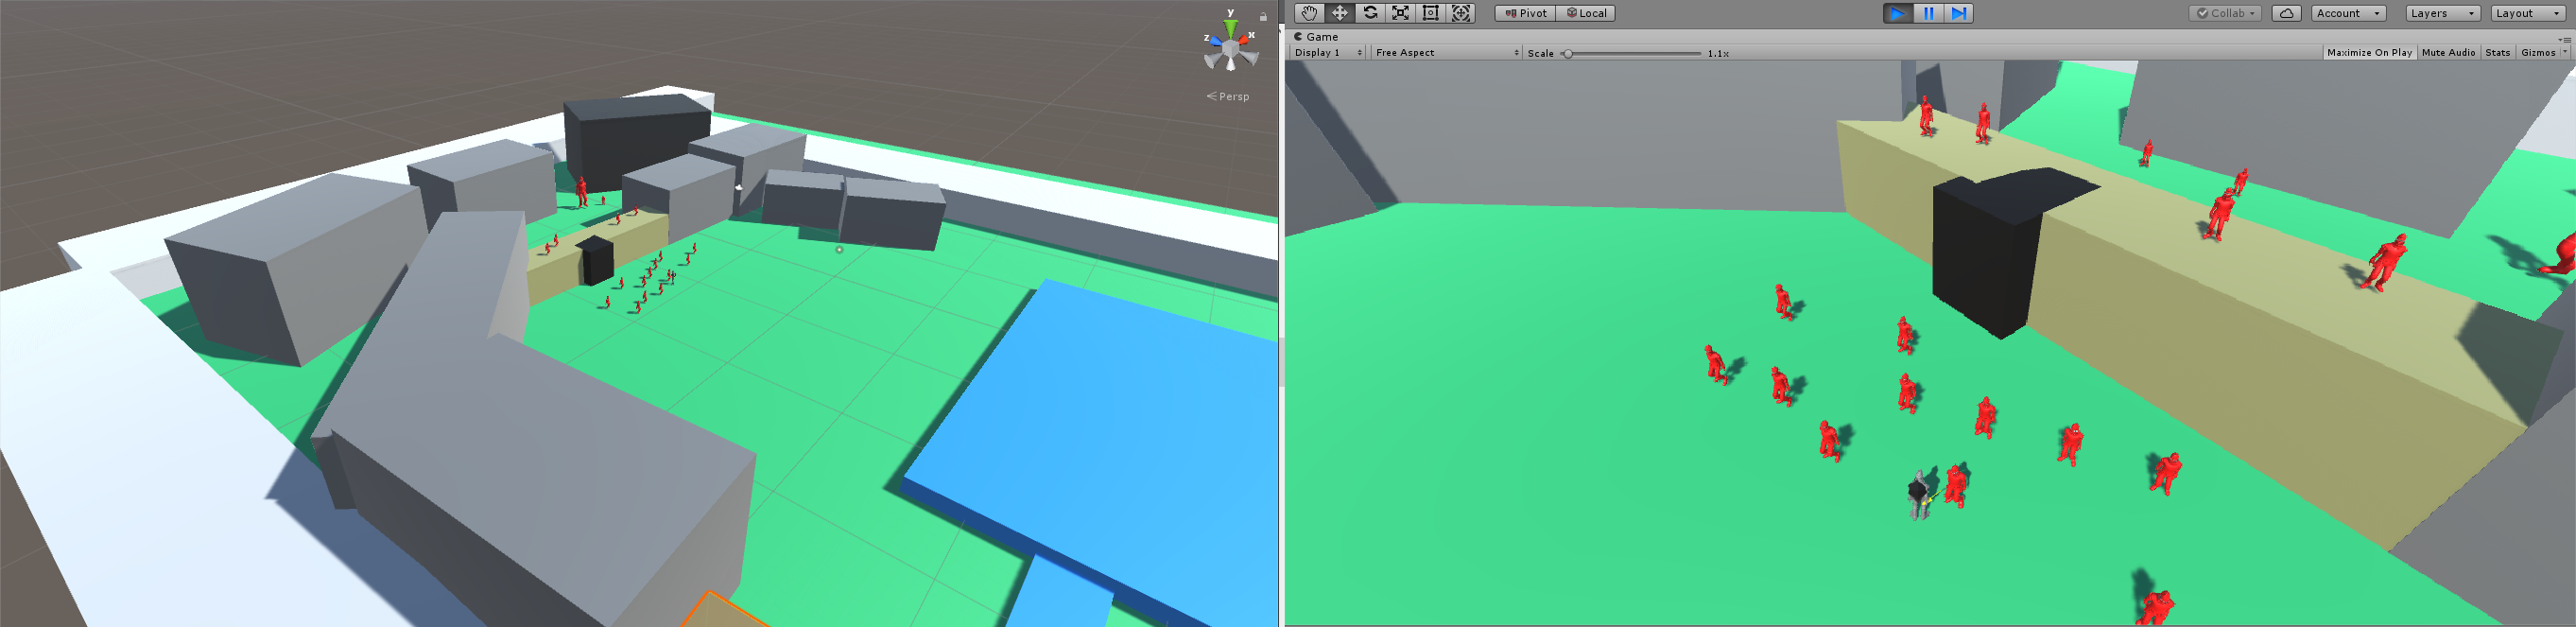 y
z x
Persp
Pivot Local Collab Account Layers Layout
Game
Display 1 Free Aspect Scale 1.1x Maximize On Play Mute Audio Stats Gizmos